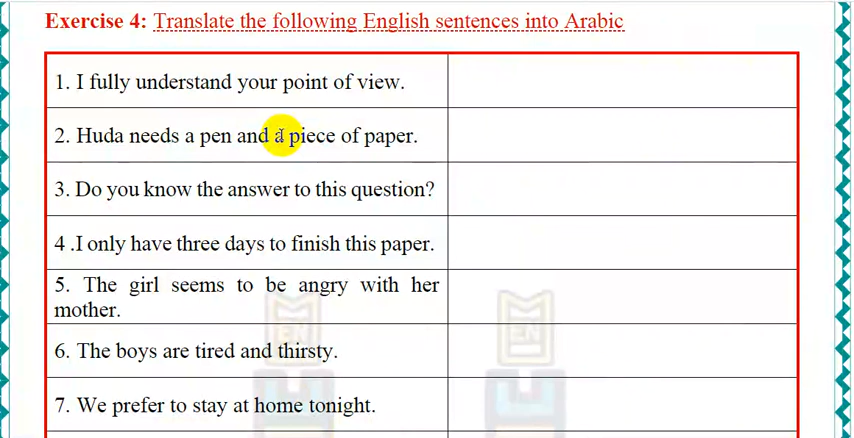 Exercise 4: Translate the following English sentences into Arabic
1. I fully understand your point of view.
2. Huda needs a pen and a piece of paper.
3. Do you know the answer to this question?
4 .I only have three days to finish this paper.
5. The girl seems to be angry with her
mother.
6. The boys are tired and thirsty.
7. We prefer to stay at home tonight.